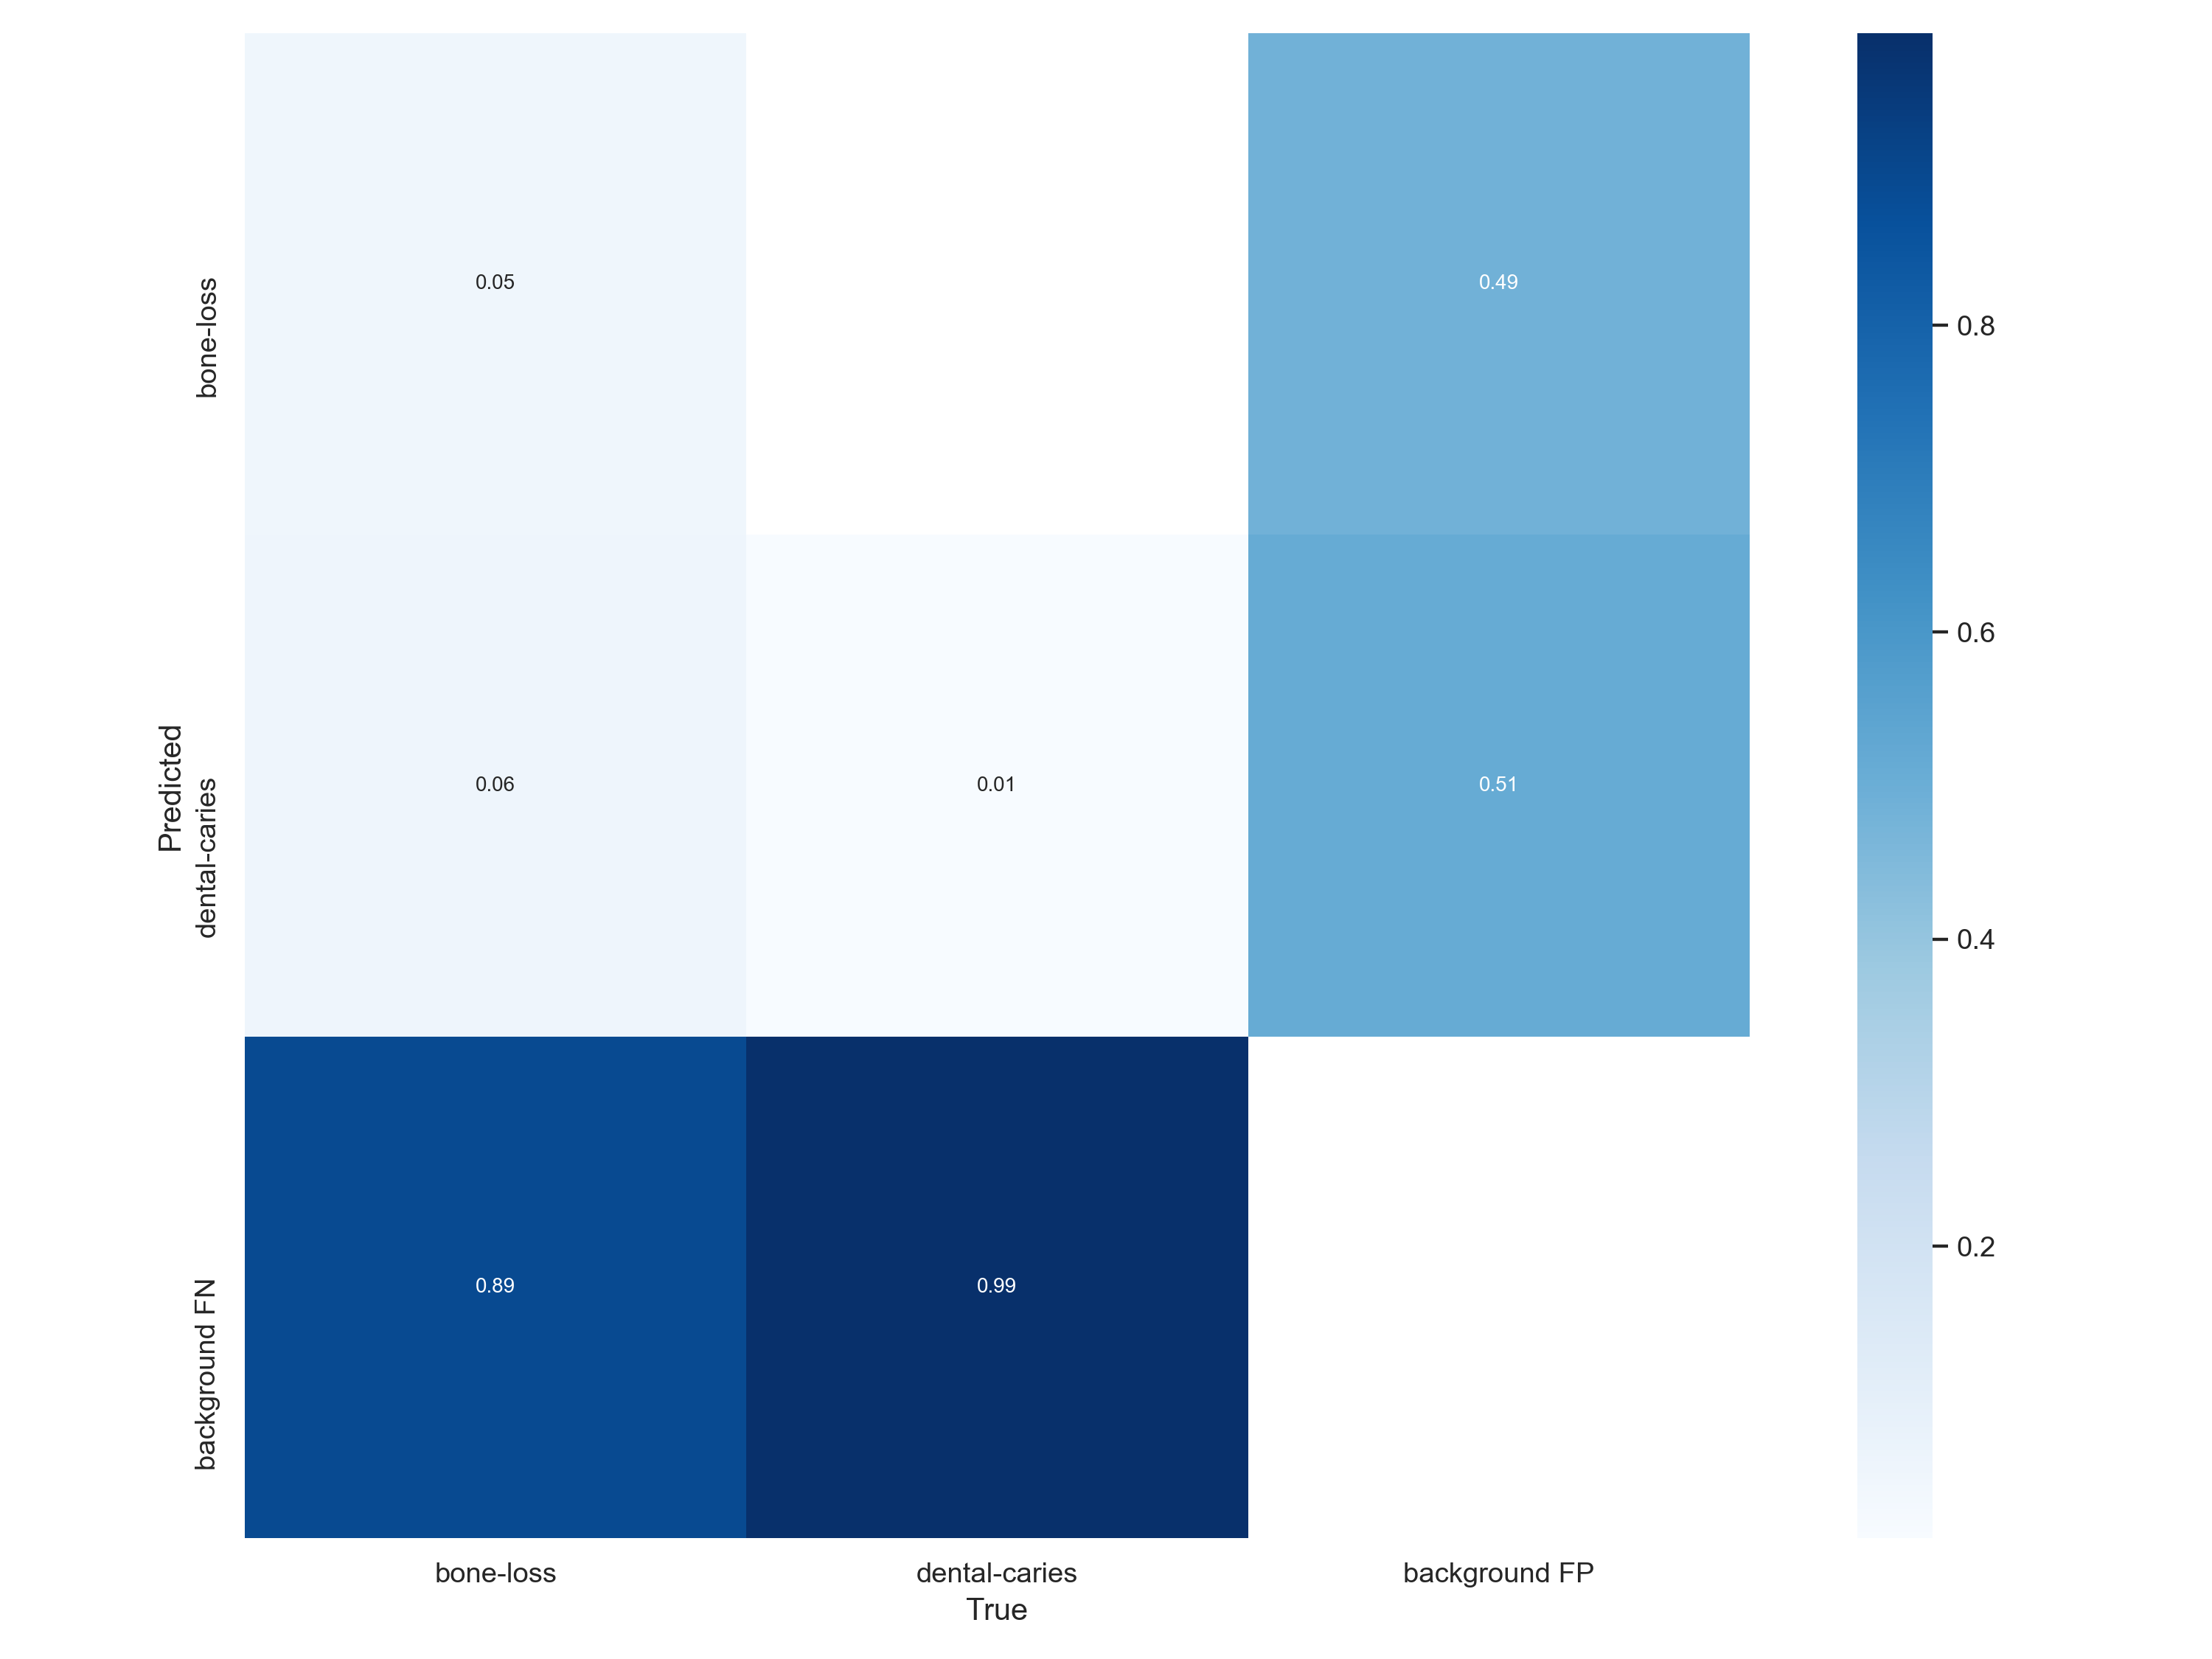 bone-loss
0.05
0.49
0.8
0.6
Predicted
dental-caries
0.06
0.01
0.51
0.4
background FN
0.89
0.99
0.2
bone-loss
dental-caries
background FP
True